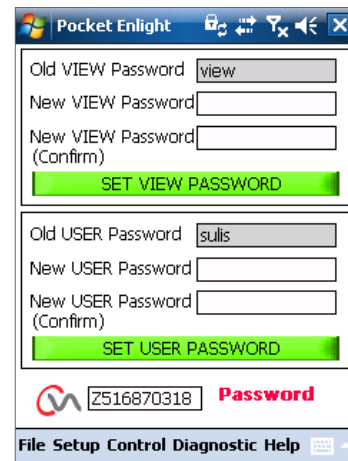 Pocket Enlight
Old VIEW Password view
New VIEW Password
New VIEW Password
(Confirm)
SET VIEW PASSWORD
Old USER Password sulis
New USER Password
New USER Password
(Confirm)
SET USER PASSWORD
Z516870318 Password
File Setup Control Diagnostic Help